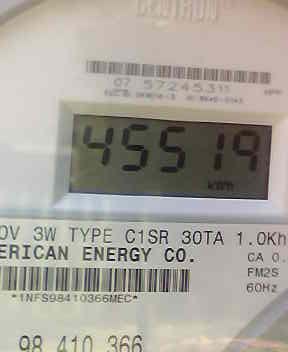 CENTRON
07 57245311
45519
kWh
0V 3W TYPE C1SR 30TA 1.0Kh
ERICAN ENERGY CO.
CA 0.
FM2S
*1NFS98410366MEC*
60Hz
98 410 366